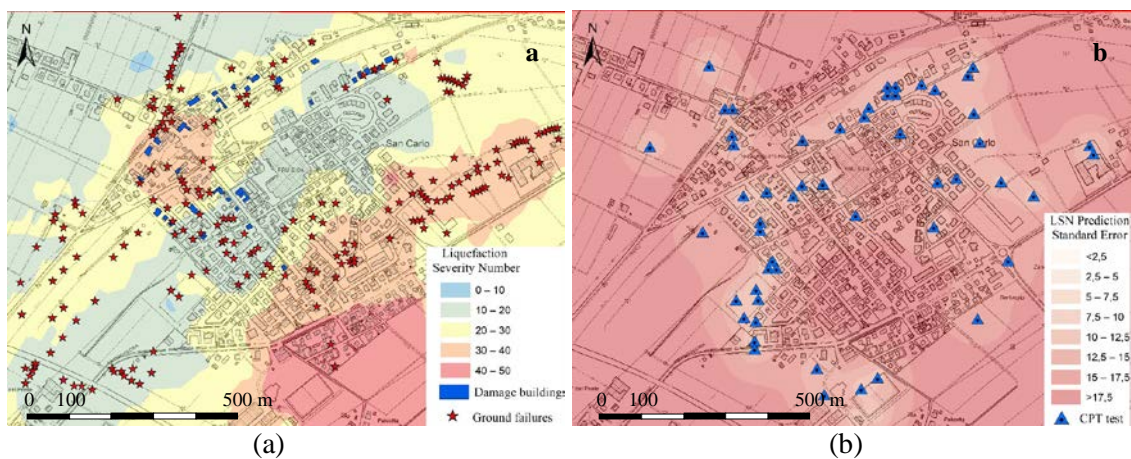 N
a
San Carlo
Liquefaction
Severity Number
0 – 10
10 – 20
20 – 30
30 – 40
40 – 50
Damage buildings
Ground failures
0 100 500 m
(a)
N
b
San Carlo
LSN Prediction
Standard Error
<2,5
2,5 – 5
5 – 7,5
7,5 – 10
10 – 12,5
12,5 – 15
15 – 17,5
>17,5
CPT test
0 100 500 m
(b)